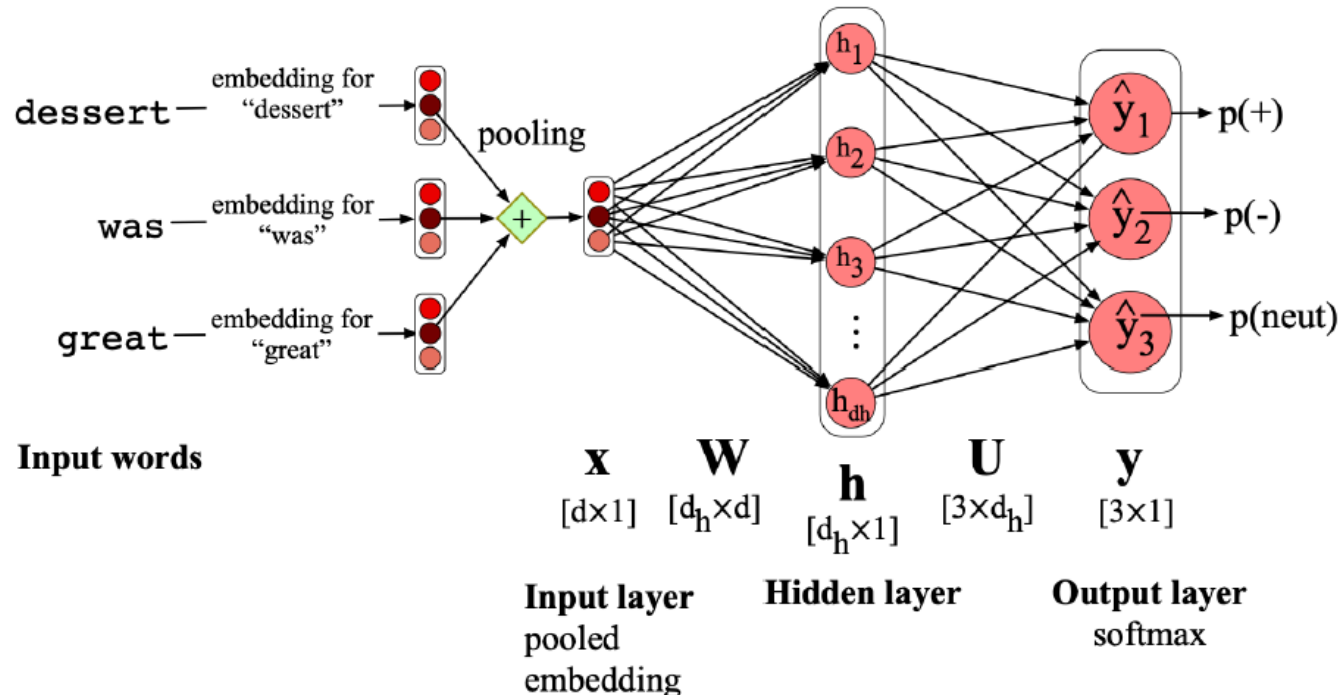 dessert
embedding for
"dessert"
pooling
was
embedding for
"was"
great
embedding for
"great"
+
h1
h2
h3
⋮
hdh
ŷ1
ŷ2
ŷ3
p(+)
p(-)
p(neut)
Input words
x
[d×1]
W
[dh×d]
h
[dh×1]
U
[3×dh]
y
[3×1]
Input layer
pooled
embedding
Hidden layer
Output layer
softmax